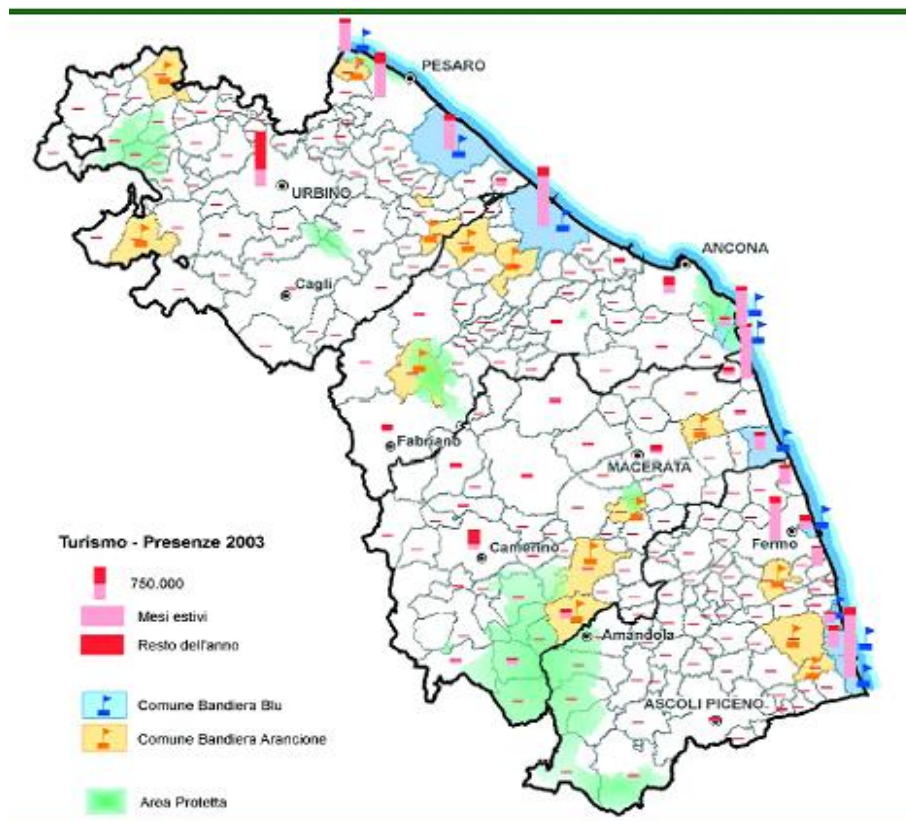 PESARO
URBINO
ANCONA
Cagli
Fabriano
MACERATA
Turismo - Presenze 2003
Camerino
Fermo
750.000
Mesi estivi
Resto dell'anno
Amandola
Comune Bandiera Blu
ASCOLI PICENO
Comune Bandiera Arancione
Area Protetta